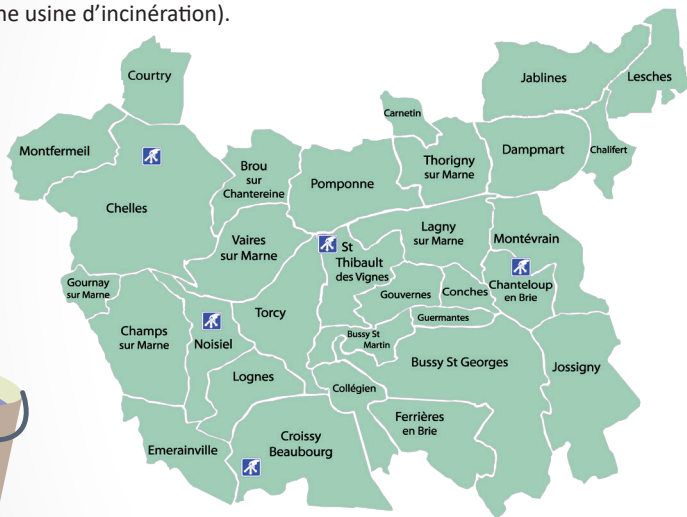 ne usine d’incinération).
Courtry
Jablines
Lesches
Carnetin
Montfermeil
Brou
sur
Chantereine
Pomponne
Thorigny
sur Marne
Dampmart
Chalifert
Chelles
Vaires
sur Marne
St
Thibault
des Vignes
Lagny
sur Marne
Montévrain
Gournay
sur Marne
Champs
sur Marne
Noisiel
Torcy
Gouvernes
Conches
Chanteloup
en Brie
Guermantes
Bussy St
Martin
Bussy St Georges
Jossigny
Lognes
Collégien
Ferrières
en Brie
Emerainville
Croissy
Beaubourg